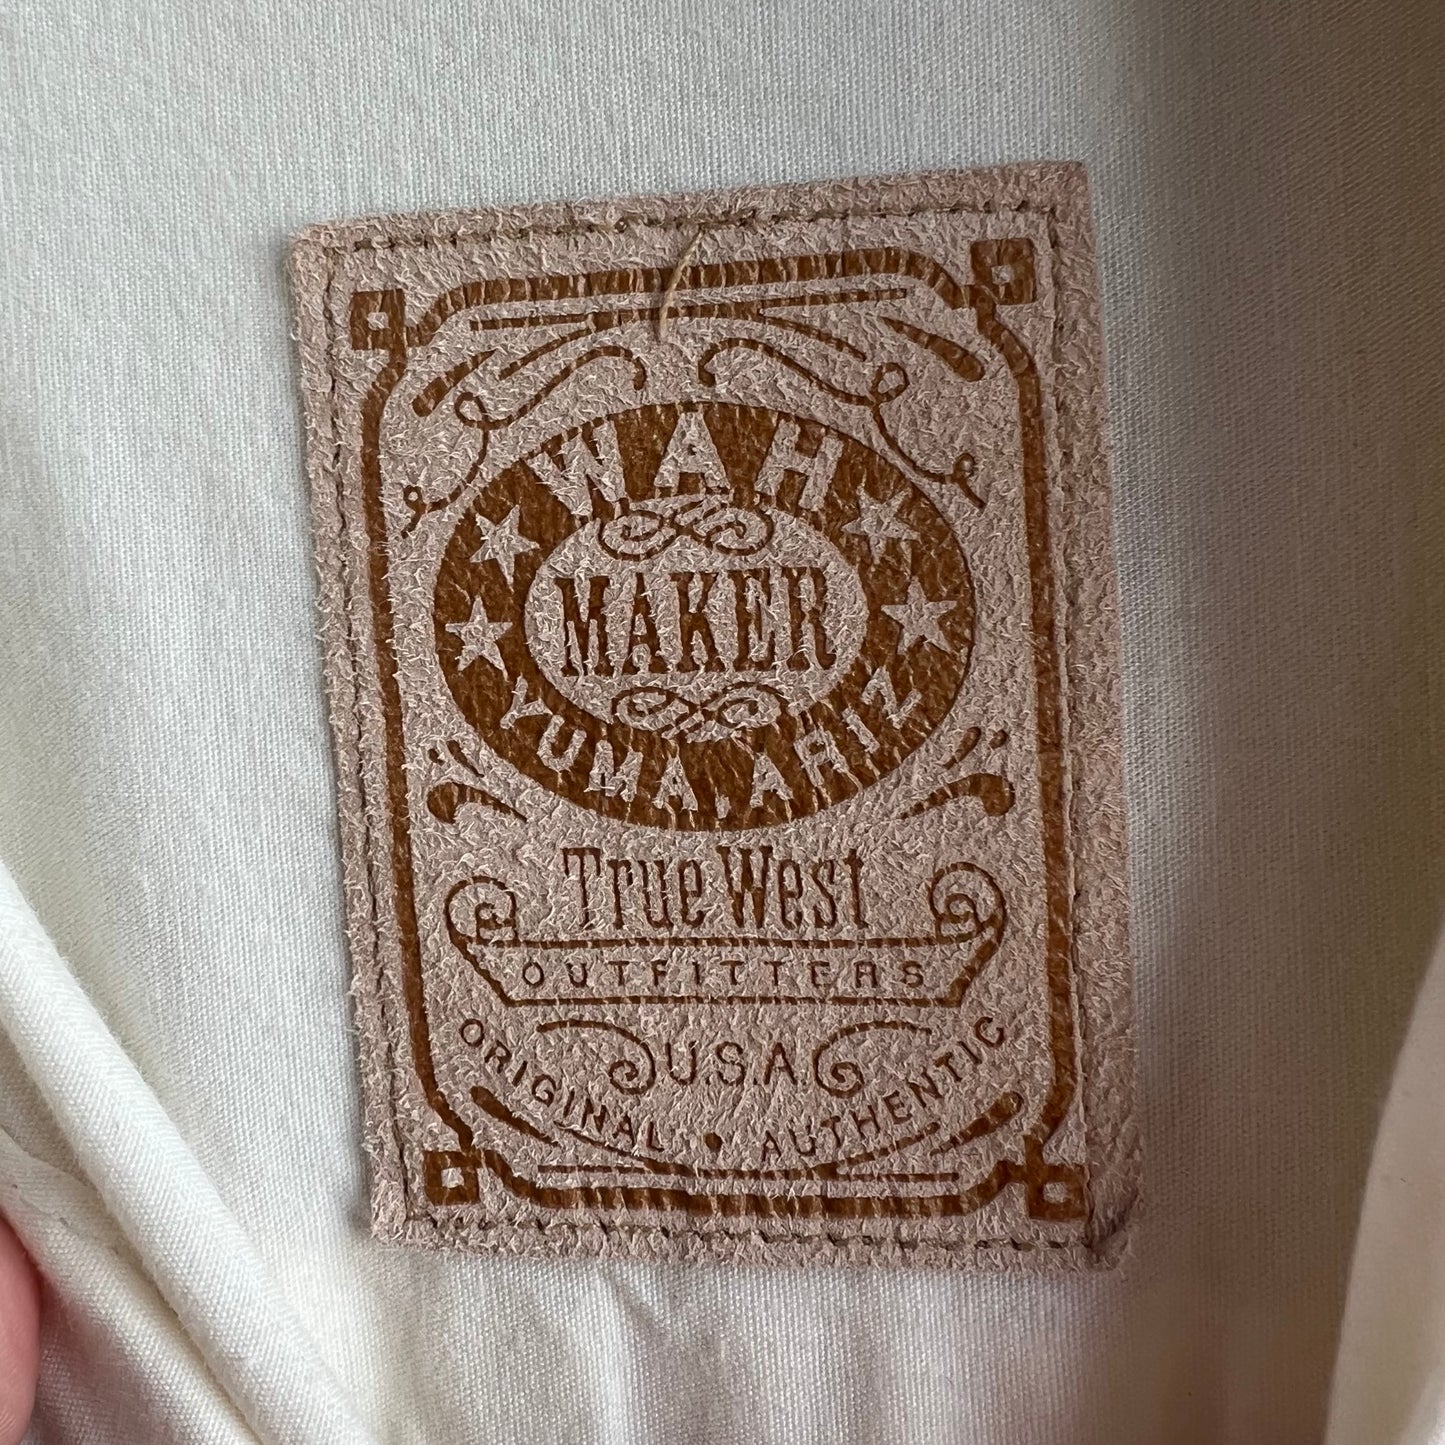 WAH
MAKER
YUMA, ARIZ
True West
OUTFITTERS
U.S.A.
ORIGINAL • AUTHENTIC